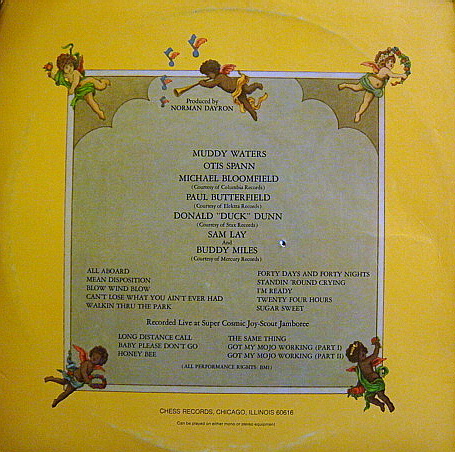 Produced by
NORMAN DAYRON
MUDDY WATERS
OTIS SPANN
MICHAEL BLOOMFIELD
(Courtesy of Columbia Records)
PAUL BUTTERFIELD
(Courtesy of Elektra Records)
DONALD "DUCK" DUNN
(Courtesy of Stax Records)
SAM LAY
And
BUDDY MILES
(Courtesy of Mercury Records)
ALL ABOARD
MEAN DISPOSITION
BLOW WIND BLOW
CAN'T LOSE WHAT YOU AIN'T EVER HAD
WALKIN THRU THE PARK
FORTY DAYS AND FORTY NIGHTS
STANDIN 'ROUND CRYING
I'M READY
TWENTY FOUR HOURS
SUGAR SWEET
Recorded Live at Super Cosmic Joy-Scout Jamboree
LONG DISTANCE CALL
BABY PLEASE DON'T GO
HONEY BEE
THE SAME THING
GOT MY MOJO WORKING (PART I)
GOT MY MOJO WORKING (PART II)
(ALL PERFORMANCE RIGHTS: BMI)
CHESS RECORDS, CHICAGO, ILLINOIS 60616
Can be played on either mono or stereo equipment